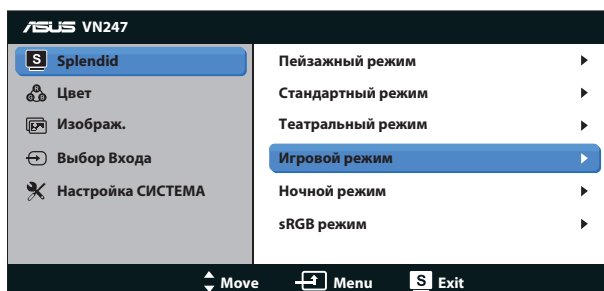 ASUS VN247
S Splendid
Цвет
Изображ.
Выбор Входа
Настройка СИСТЕМА
Пейзажный режим
Стандартный режим
Театральный режим
Игровой режим
Ночной режим
sRGB режим
Move Menu S Exit